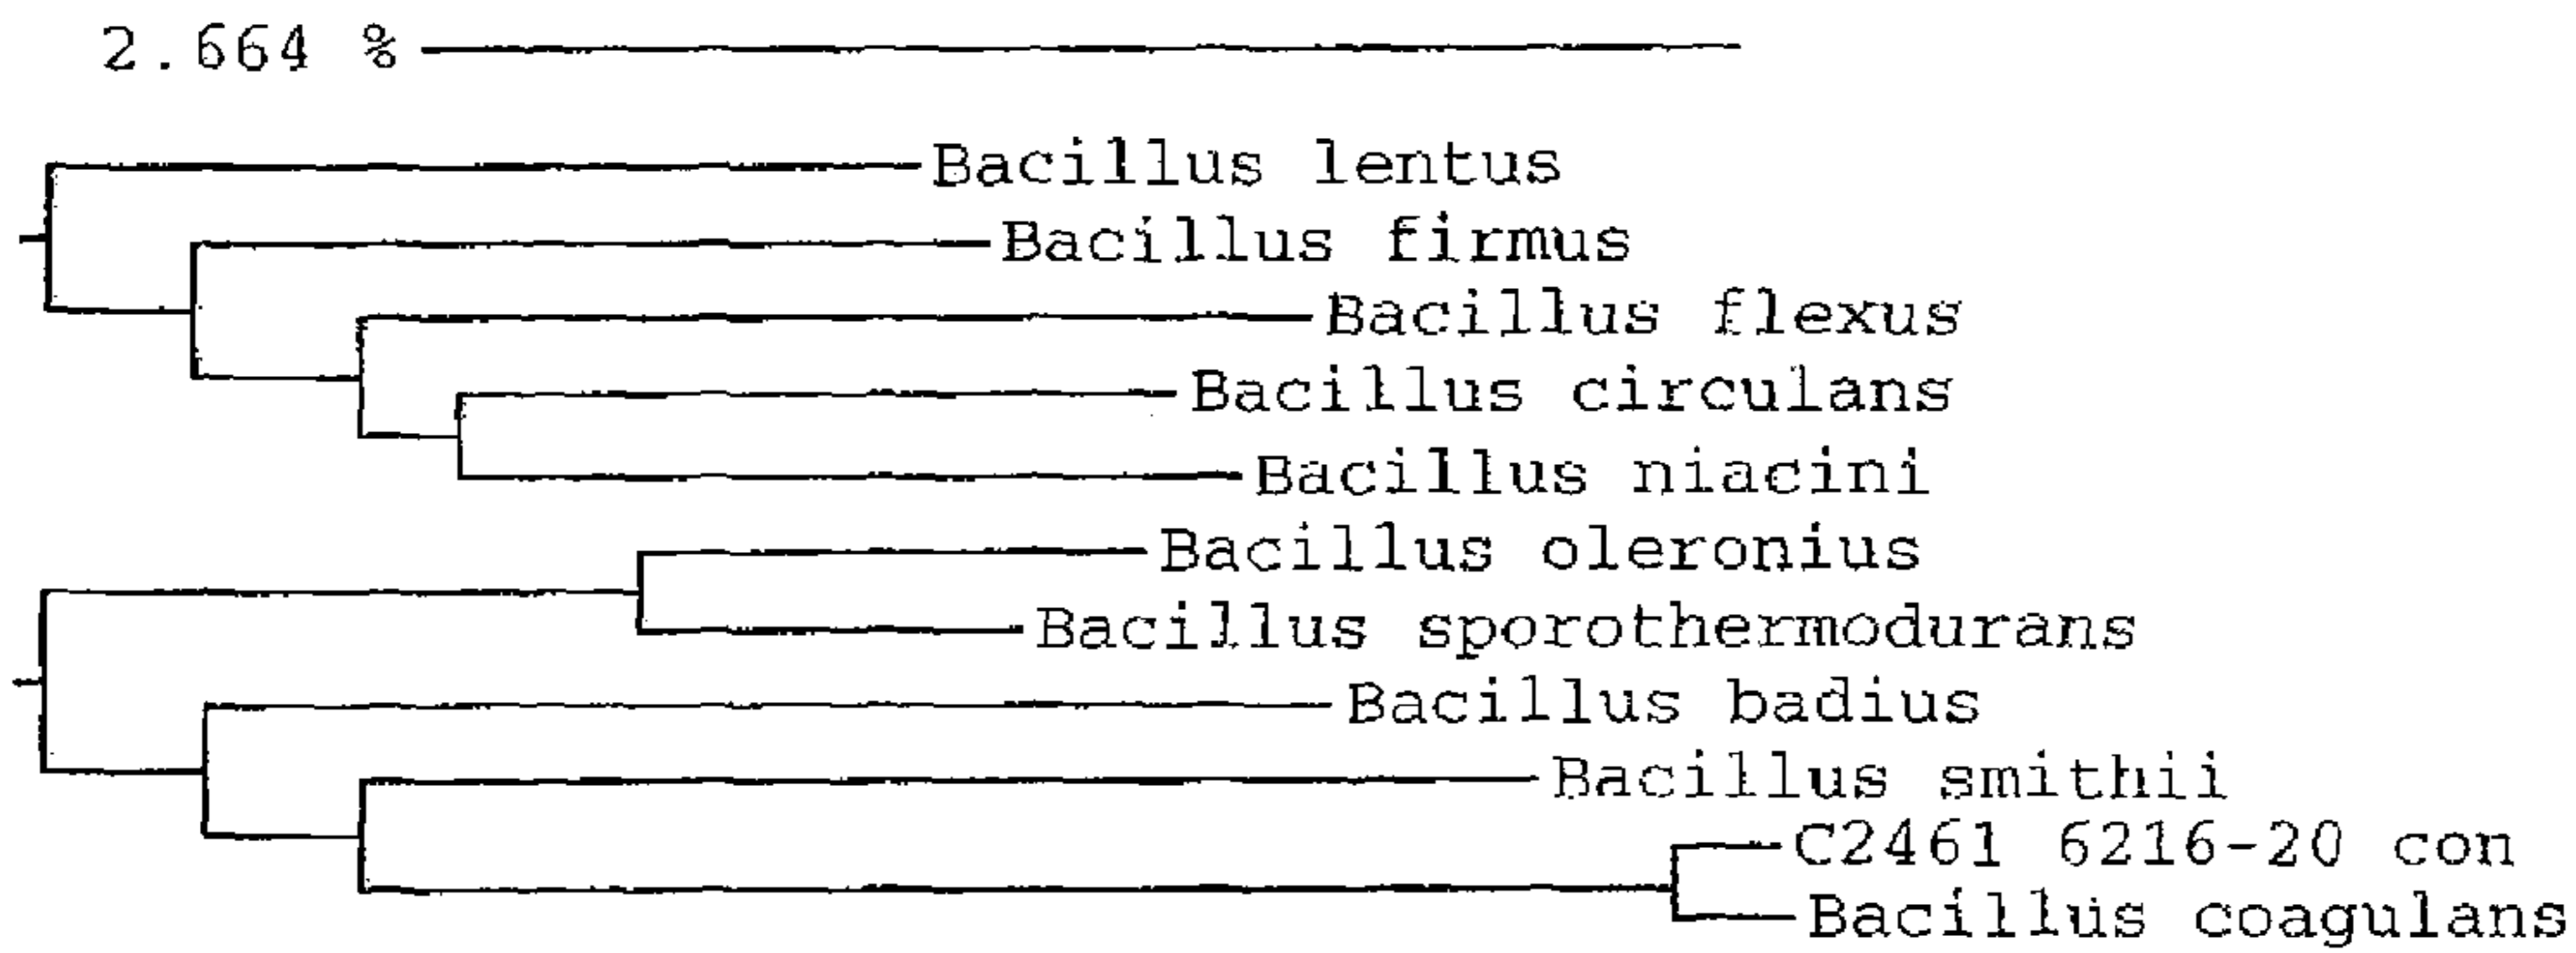 2.664 %
Bacillus lentus
Bacillus firmus
Bacillus flexus
Bacillus circulans
Bacillus niacini
Bacillus oleronius
Bacillus sporothermodurans
Bacillus badius
Bacillus smithii
C2461 6216-20 con
Bacillus coagulans